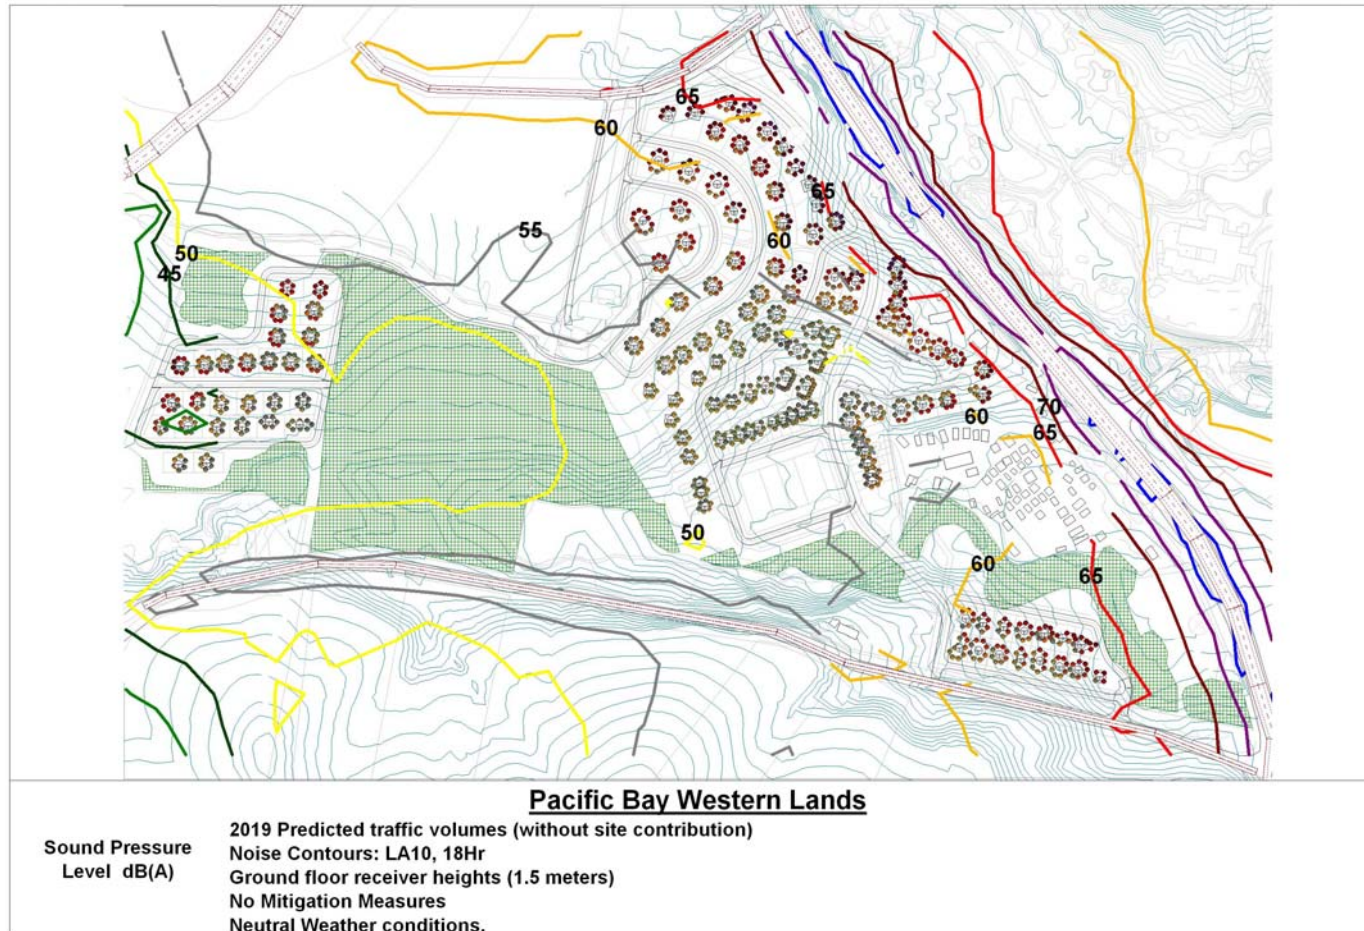 65
60
65
55
60
50
45
60
70
65
50
60
65
Pacific Bay Western Lands
Sound Pressure
Level dB(A)
2019 Predicted traffic volumes (without site contribution)
Noise Contours: LA10, 18Hr
Ground floor receiver heights (1.5 meters)
No Mitigation Measures
Neutral Weather conditions.